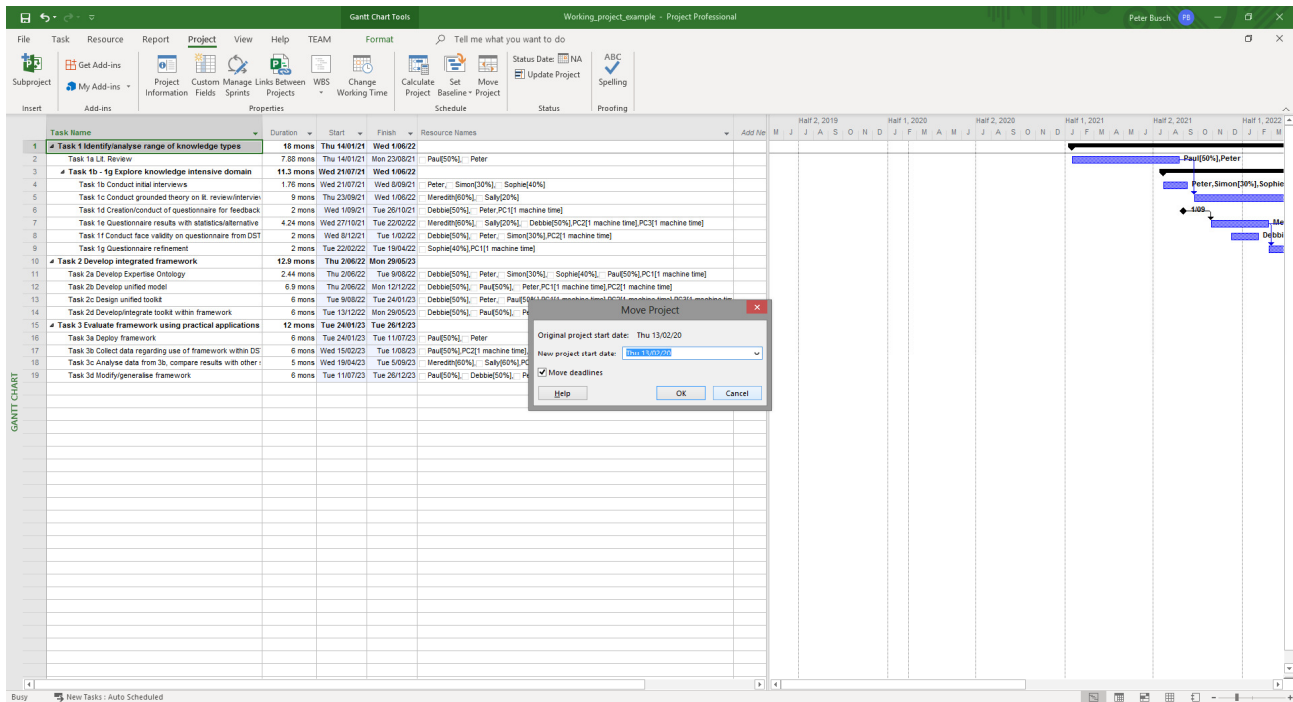 Gantt Chart Tools
Working_project_example - Project Professional
Peter Busch PB
File Task Resource Report Project View Help TEAM Format Tell me what you want to do
Subproject
Get Add-ins
My Add-ins
Project Information
Custom Fields
Manage Sprints
Links Between Projects
WBS
Change Working Time
Calculate Project
Set Baseline
Move Project
Status Date: NA
Update Project
ABC
Spelling
Insert Add-ins Properties Schedule Status Proofing
Task Name Duration Start Finish Resource Names Add Ne
Half 2, 2019 Half 1, 2020 Half 2, 2020 Half 1, 2021 Half 2, 2021 Half 1, 2022
M J J A S O N D J F M A M J J A S O N D J F M A M J J A S O N D J F M
1 Task 1 Identify/analyse range of knowledge types 18 mons Thu 14/01/21 Wed 1/06/22
2 Task 1a Lit. Review 7.88 mons Thu 14/01/21 Mon 23/08/21 Paul[50%], Peter
3 Task 1b - 1g Explore knowledge intensive domain 11.3 mons Wed 21/07/21 Wed 1/06/22
4 Task 1b Conduct initial interviews 1.76 mons Wed 21/07/21 Wed 8/09/21 Peter, Simon[30%], Sophie[40%]
5 Task 1c Conduct grounded theory on lit. review/interview 9 mons Thu 23/09/21 Wed 1/06/22 Meredith[60%], Sally[20%]
6 Task 1d Creation/conduct of questionnaire for feedback 2 mons Wed 1/09/21 Tue 26/10/21 Debbie[50%], Peter,PC1[1 machine time]
7 Task 1e Questionnaire results with statistics/alternative 4.24 mons Wed 27/10/21 Tue 22/02/22 Meredith[60%], Sally[20%], Debbie[50%],PC2[1 machine time],PC3[1 machine time]
8 Task 1f Conduct face validity on questionnaire from DST 2 mons Wed 8/12/21 Tue 1/02/22 Debbie[50%], Peter, Simon[30%],PC2[1 machine time]
9 Task 1g Questionnaire refinement 2 mons Tue 22/02/22 Tue 19/04/22 Sophie[40%],PC1[1 machine time]
10 Task 2 Develop integrated framework 12.9 mons Thu 2/06/22 Mon 29/05/23
11 Task 2a Develop Expertise Ontology 2.44 mons Thu 2/06/22 Tue 9/08/22 Debbie[50%], Peter, Simon[30%], Sophie[40%], Paul[50%],PC1[1 machine time]
12 Task 2b Develop unified model 6.9 mons Thu 2/06/22 Mon 12/12/22 Debbie[50%], Paul[50%], PC1[1 machine time],PC2[1 machine time]
13 Task 2c Design unified toolkit 6 mons Tue 9/08/22 Tue 24/01/23 Debbie[50%], Peter,
14 Task 2d Develop/integrate toolkit within framework 6 mons Tue 13/12/22 Mon 29/05/23 Debbie[50%], Paul[50%],
15 Task 3 Evaluate framework using practical applications 12 mons Tue 24/01/23 Tue 26/12/23
16 Task 3a Deploy framework 6 mons Tue 24/01/23 Tue 11/07/23 Paul[50%], Peter
17 Task 3b Collect data regarding use of framework within DS 6 mons Wed 15/02/23 Tue 1/08/23 Paul[50%],PC2[1 machine time],
18 Task 3c Analyse data from 3b, compare results with other 5 mons Wed 19/04/23 Tue 5/09/23 Meredith[60%], Sally[60%],PC
19 Task 3d Modify/generalise framework 6 mons Tue 11/07/23 Tue 26/12/23 Paul[50%], Debbie[50%],
Paul[50%],Peter
Peter,Simon[30%],Sophie
1/09
Me
Debbi
Move Project
Original project start date: Thu 13/02/20
New project start date: Thu 13/02/20
Move deadlines
Help OK Cancel
GANTT CHART
Busy New Tasks : Auto Scheduled